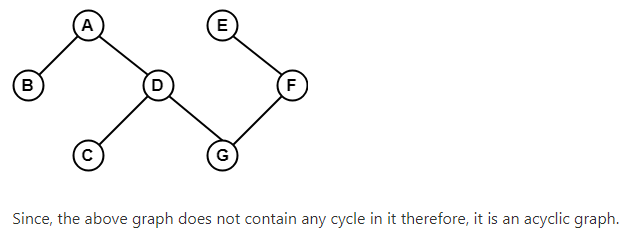 A
E
B
D
F
C
G
Since, the above graph does not contain any cycle in it therefore, it is an acyclic graph.